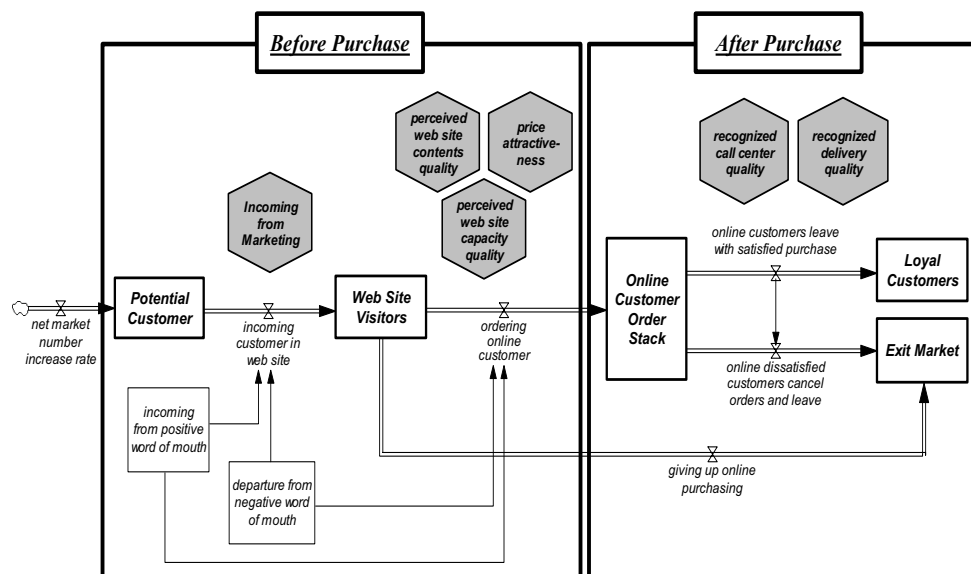 Before Purchase
After Purchase
perceived
web site
contents
quality
price
attractive-
ness
perceived
web site
capacity
quality
Incoming
from
Marketing
recognized
call center
quality
recognized
delivery
quality
online customers leave
with satisfied purchase
Potential
Customer
Web Site
Visitors
Online
Customer
Order
Stack
Loyal
Customers
Exit Market
net market
number
increase rate
incoming
customer in
web site
ordering
online
customer
online dissatisfied
customers cancel
orders and leave
incoming
from positive
word of mouth
departure from
negative word
of mouth
giving up online
purchasing